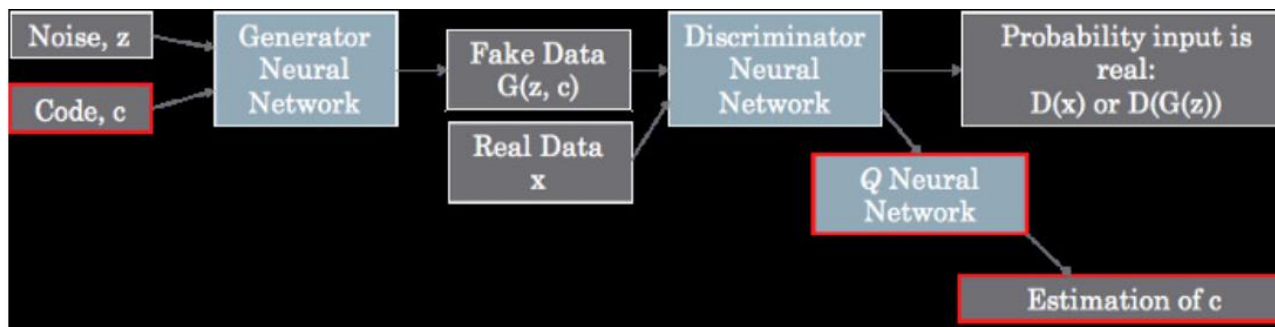 Noise, z
Code, c
Generator
Neural
Network
Fake Data
G(z, c)
Real Data
x
Discriminator
Neural
Network
Probability input is
real:
D(x) or D(G(z))
Q Neural
Network
Estimation of c